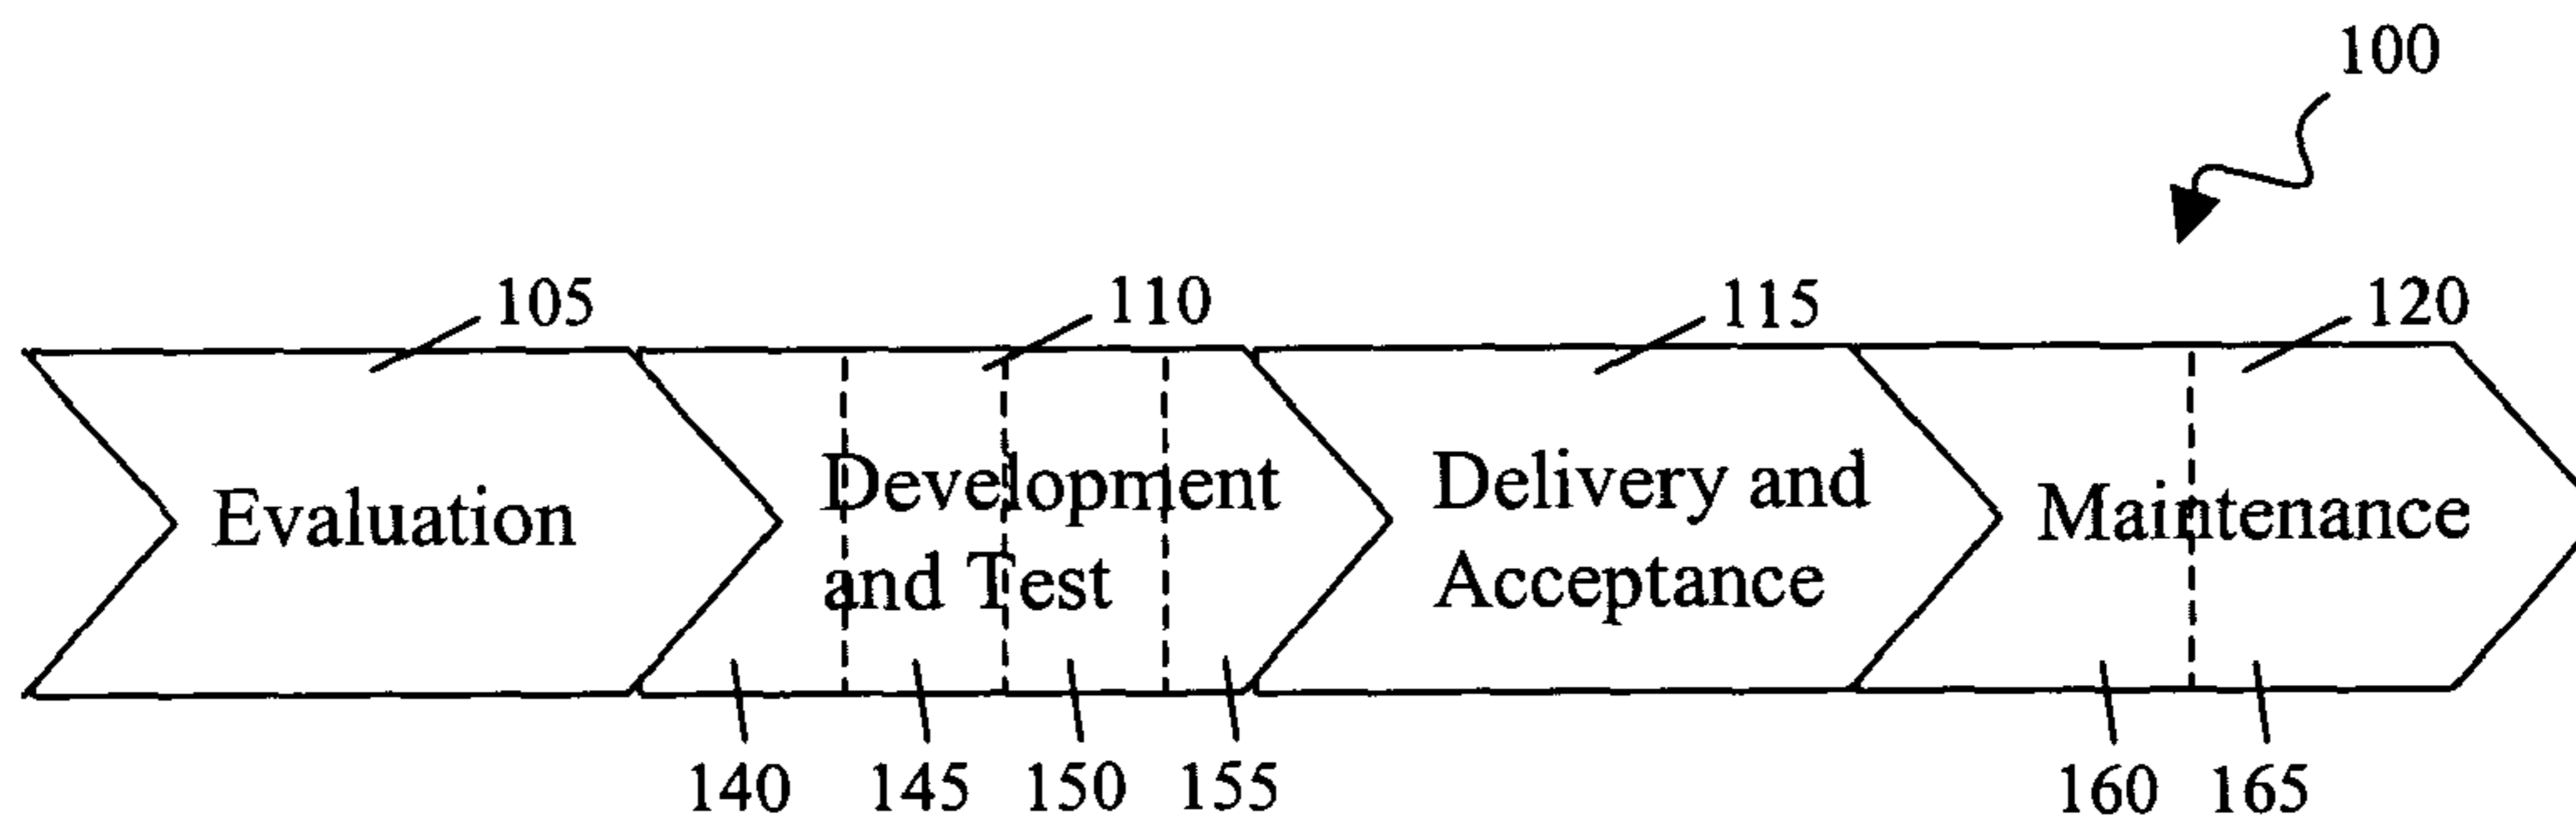 100
105
110
115
120
Evaluation
Development
and Test
Delivery and
Acceptance
Maintenance
140
145
150
155
160
165